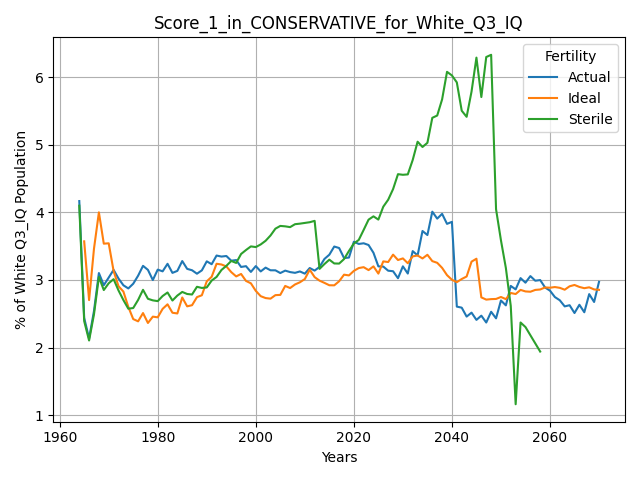 Score_1_in_CONSERVATIVE_for_White_Q3_IQ
Fertility
Actual
Ideal
Sterile
% of White Q3_IQ Population
6
5
4
3
2
1
1960
1980
2000
2020
2040
2060
Years